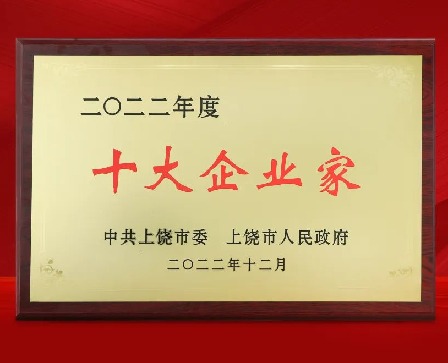 二〇二二年度
十大企业家
中共上饶市委 上饶市人民政府
二〇二二年十二月